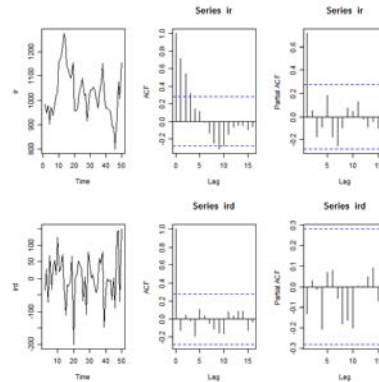 Series ir
Series ir
ir
800 900 1000 1100 1200
0 10 20 30 40 50
Time
ACF
-0.2 0.0 0.2 0.4 0.6 0.8 1.0
0 5 10 15
Lag
Partial ACF
-0.2 0.0 0.2 0.4 0.6
5 10 15
Lag
Series ird
Series ird
ird
-200 -100 0 50
0 10 20 30 40 50
Time
ACF
-0.2 0.0 0.2 0.4 0.6 0.8 1.0
0 5 10 15
Lag
Partial ACF
-0.3 -0.2 -0.1 0.0 0.1 0.2 0.3
5 10 15
Lag